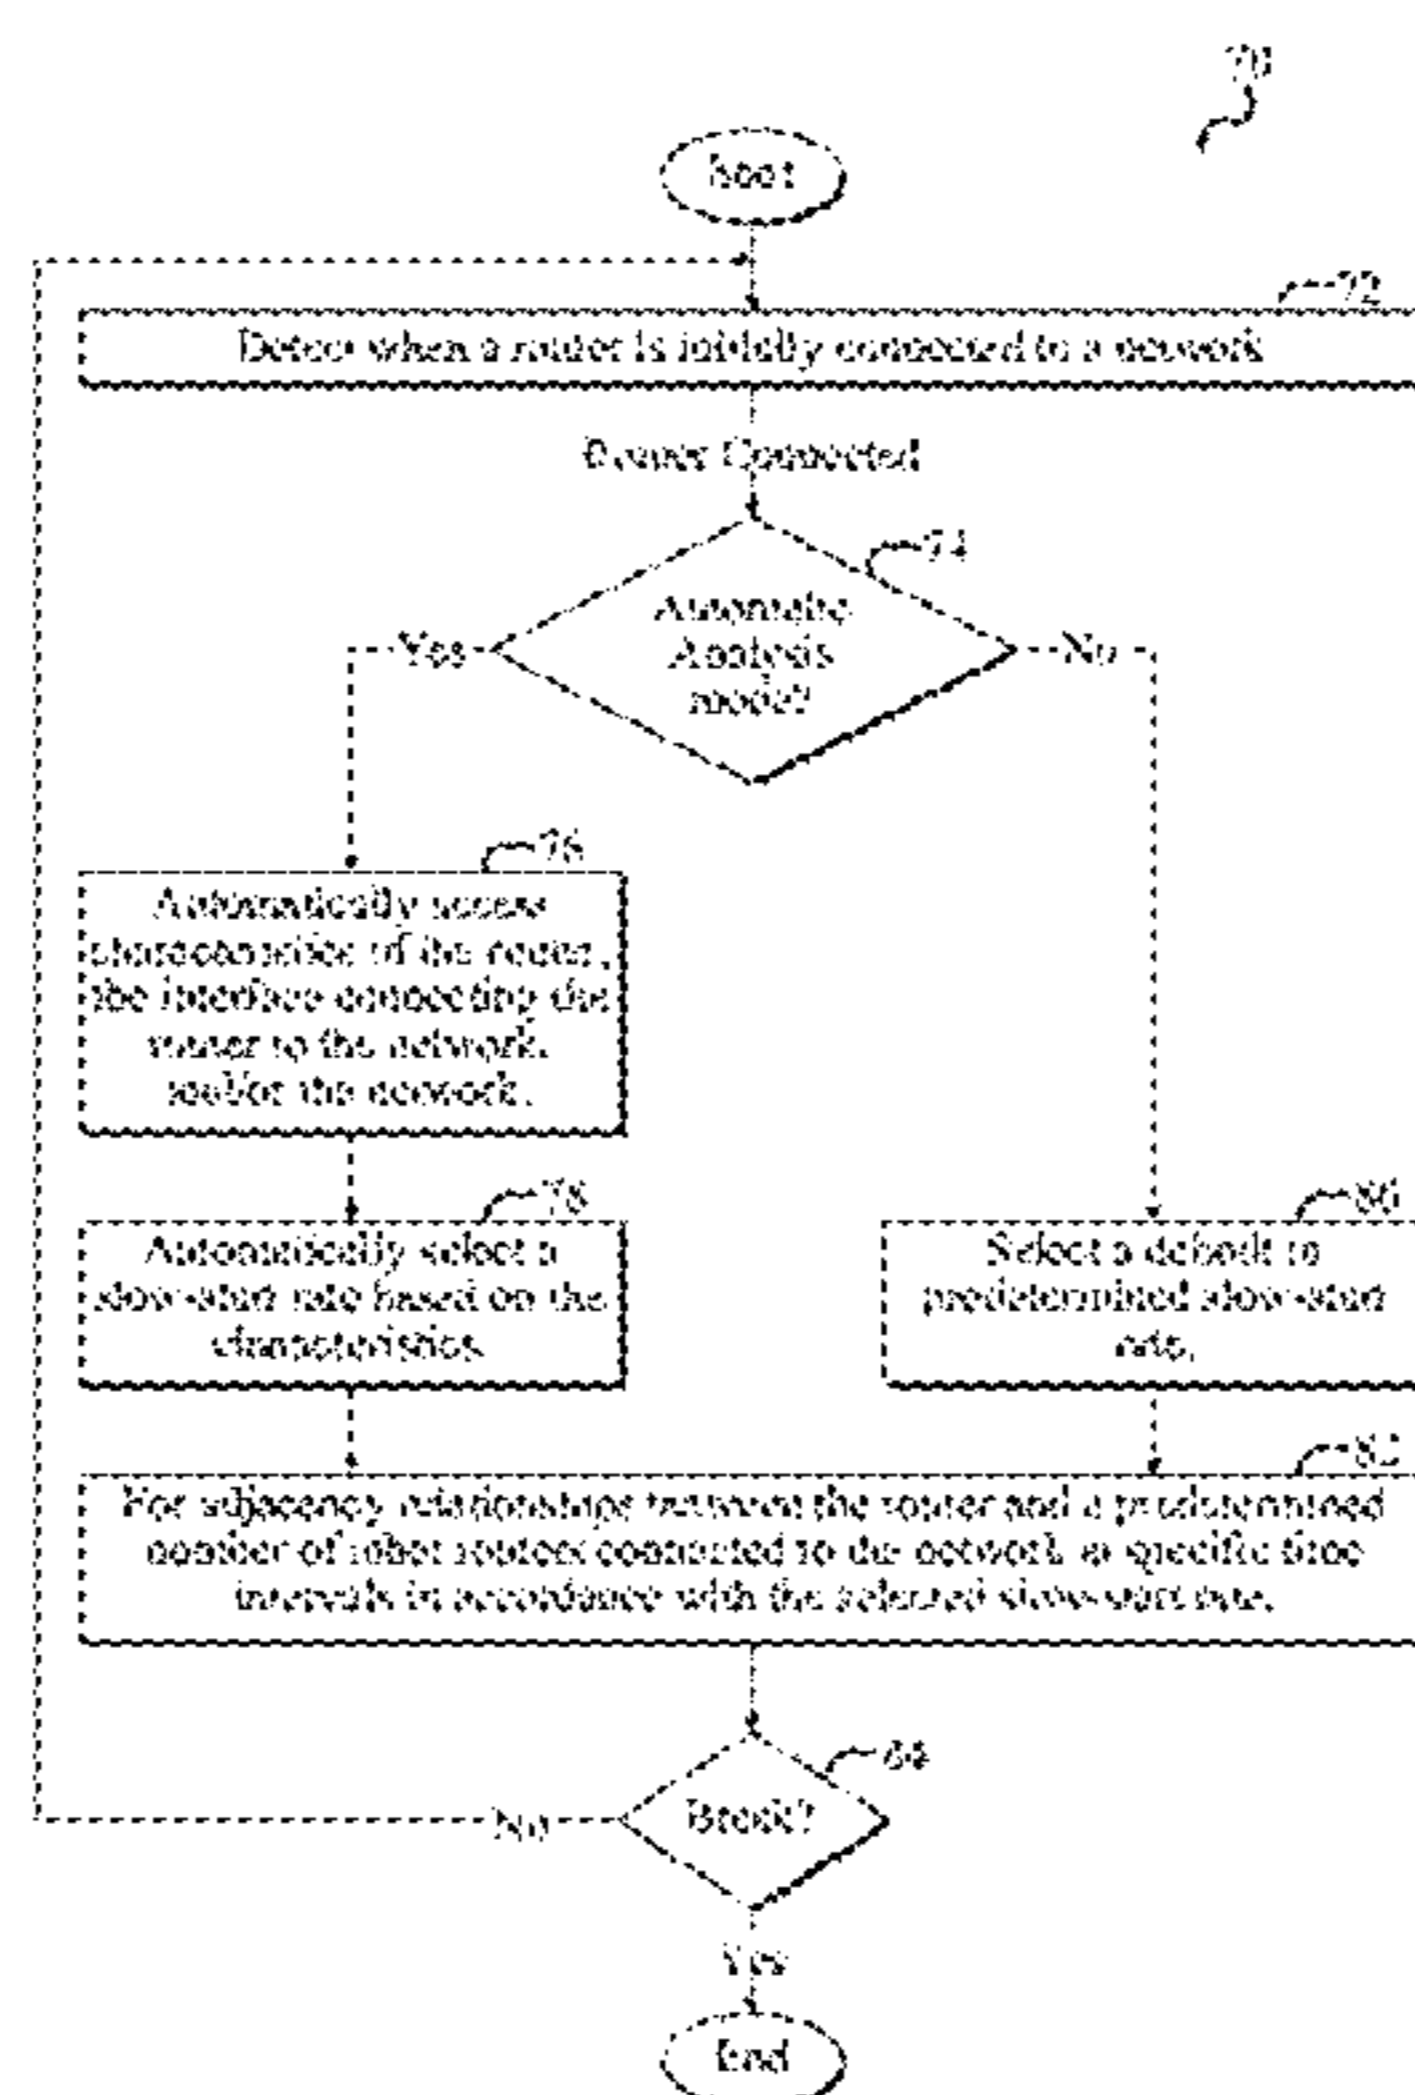 70
72
Detect when a router is initially connected to a network
Router Connected
74
Automatic
Analysis
mode?
Yes
No
76
Automatically access
characteristics of the router,
the interface connecting the
router to the network,
and/or the network.
78
Automatically select a
slow-start rate based on the
characteristics.
80
Select a default
predetermined slow-start
rate.
82
For adjacency relationships between the router and a predetermined
number of other routers connected to the network at specific time
intervals in accordance with the selected slow-start rate.
84
Break?
No
Yes
End